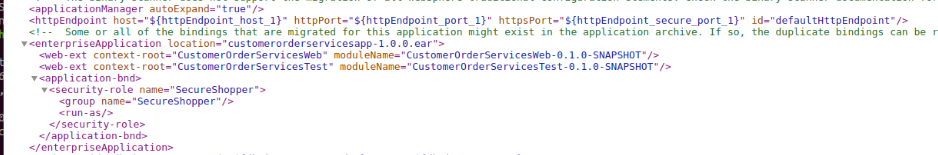 <applicationManager autoExpand="true"/>
<httpEndpoint host="${httpEndpoint_host_1}" httpPort="${httpEndpoint_port_1}" httpsPort="${httpEndpoint_secure_port_1}" id="defaultHttpEndpoint"/>
<!-- Some or all of the bindings that are migrated for this application might exist in the application archive. If so, the duplicate bindings can be r
<enterpriseApplication location="customerorderservicesapp-1.0.0.ear">
<web-ext context-root="CustomerOrderServicesWeb" moduleName="CustomerOrderServicesWeb-0.1.0-SNAPSHOT"/>
<web-ext context-root="CustomerOrderServicesTest" moduleName="CustomerOrderServicesTest-0.1.0-SNAPSHOT"/>
<application-bnd>
<security-role name="SecureShopper">
<group name="SecureShopper"/>
<run-as/>
</security-role>
</application-bnd>
</enterpriseApplication>